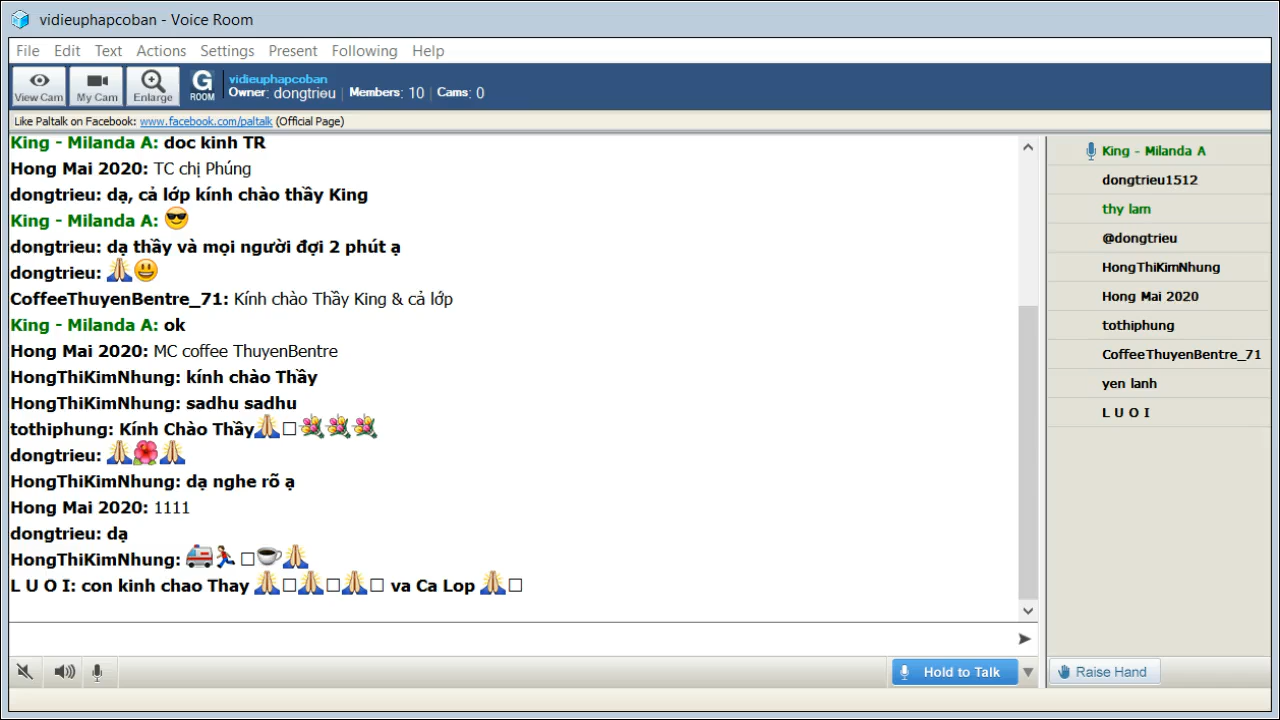 vidieuphapcoban - Voice Room
File Edit Text Actions Settings Present Following Help
View Cam My Cam Enlarge G ROOM vidieuphapcoban
Owner: dongtrieu | Members: 10 | Cams: 0
Like Paltalk on Facebook: www.facebook.com/paltalk (Official Page)
King - Milanda A: doc kinh TR
Hong Mai 2020: TC chị Phúng
dongtrieu: dạ, cả lớp kính chào thầy King
King - Milanda A: 😎
dongtrieu: dạ thầy và mọi người đợi 2 phút ạ
dongtrieu: 🙏😃
CoffeeThuyenBentre_71: Kính chào Thầy King & cả lớp
King - Milanda A: ok
Hong Mai 2020: MC coffee ThuyenBentre
HongThiKimNhung: kính chào Thầy
HongThiKimNhung: sadhu sadhu
tothiphung: Kính Chào Thầy🙏□💐💐💐
dongtrieu: 🙏🌺🙏
HongThiKimNhung: dạ nghe rõ ạ
Hong Mai 2020: 1111
dongtrieu: dạ
HongThiKimNhung: 🚑🏃□☕🙏
L U O I: con kinh chao Thay 🙏□🙏□🙏□ va Ca Lop 🙏□
Hold to Talk
King - Milanda A
dongtrieu1512
thy lam
@dongtrieu
HongThiKimNhung
Hong Mai 2020
tothiphung
CoffeeThuyenBentre_71
yen lanh
L U O I
Raise Hand